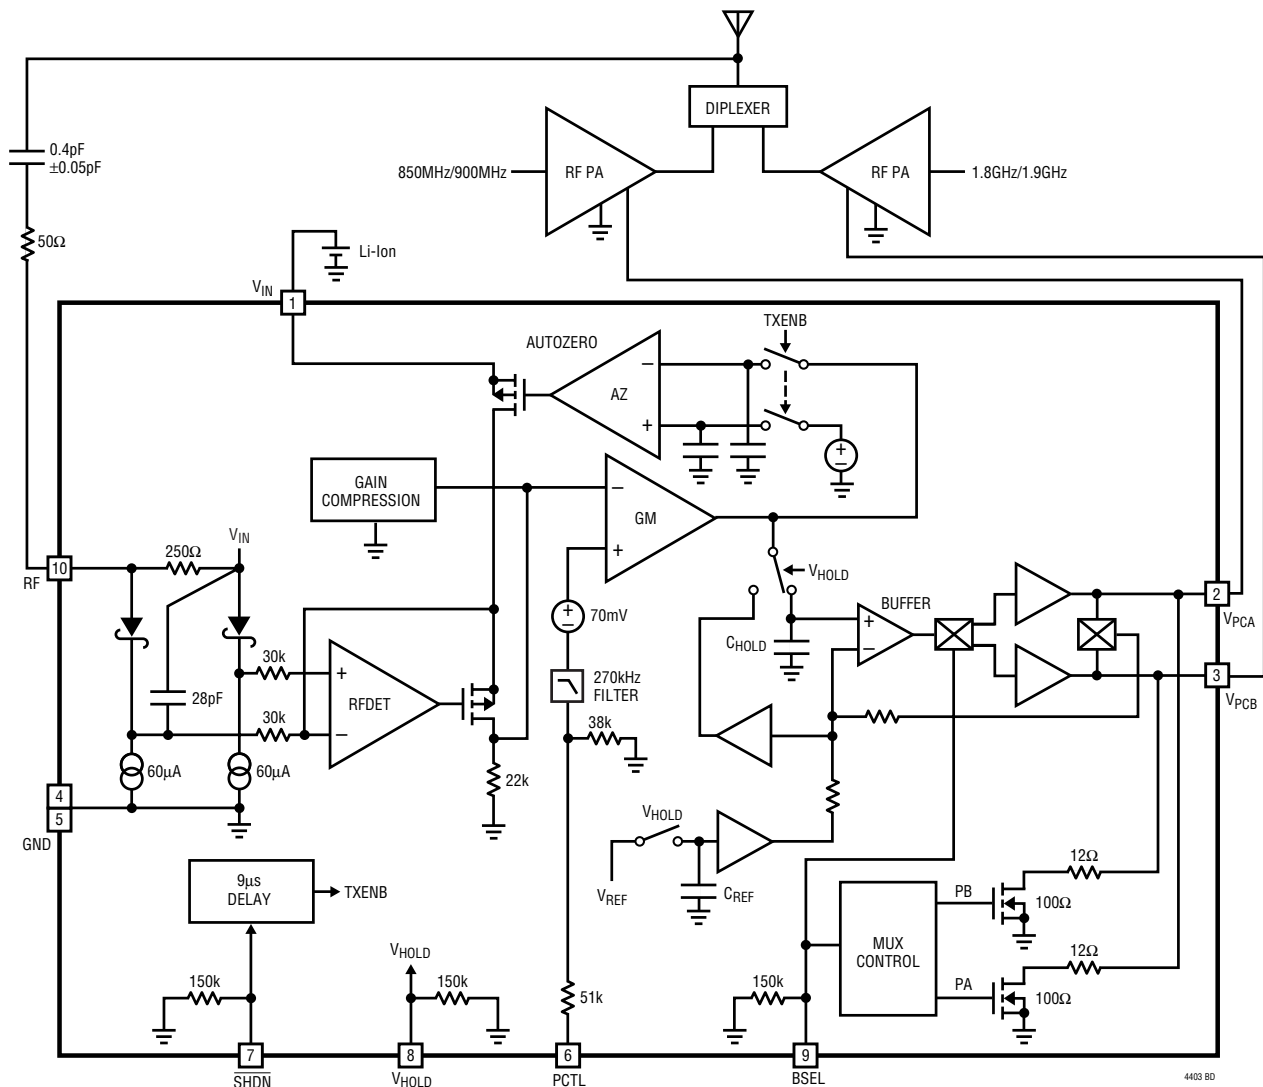 DIPLEXER
0.4pF
±0.05pF
850MHz/900MHz
RF PA
RF PA
1.8GHz/1.9GHz
50Ω
Li-Ion
VIN
1
TXENB
AUTOZERO
−
AZ
+
+
−
GAIN
COMPRESSION
−
GM
+
VIN
250Ω
10
RF
VHOLD
+
−
70mV
BUFFER
2
VPCA
CHOLD
+
−
30k
28pF
+
RFDET
−
30k
270kHz
FILTER
3
VPCB
38k
60µA
60µA
22k
4
5
GND
VHOLD
VREF
CREF
9µs
DELAY
TXENB
12Ω
PB
100Ω
MUX
CONTROL
VHOLD
12Ω
150k
150k
51k
150k
PA
100Ω
7
SHDN
8
VHOLD
6
PCTL
9
BSEL
4403 BD